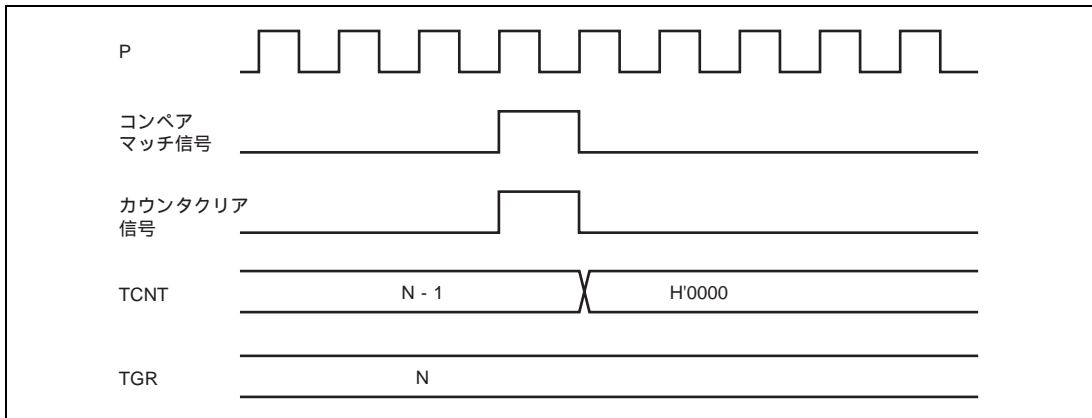 P
コンペア
マッチ信号
カウンタクリア
信号
TCNT
N - 1
H'0000
TGR
N